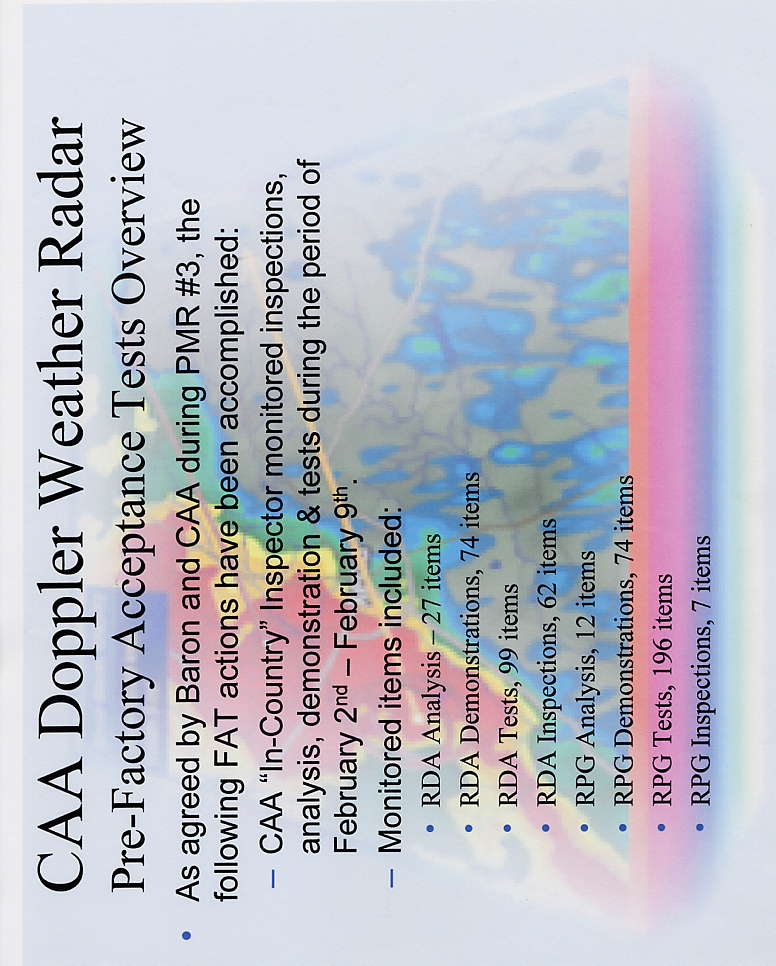 CAA Doppler Weather Radar
Pre-Factory Acceptance Tests Overview
• As agreed by Baron and CAA during PMR #3, the
following FAT actions have been accomplished:
– CAA “In-Country” Inspector monitored inspections,
analysis, demonstration & tests during the period of
February 2nd – February 9th.
– Monitored items included:
• RDA Analysis – 27 items
• RDA Demonstrations, 74 items
• RDA Tests, 99 items
• RDA Inspections, 62 items
• RPG Analysis, 12 items
• RPG Demonstrations, 74 items
• RPG Tests, 196 items
• RPG Inspections, 7 items